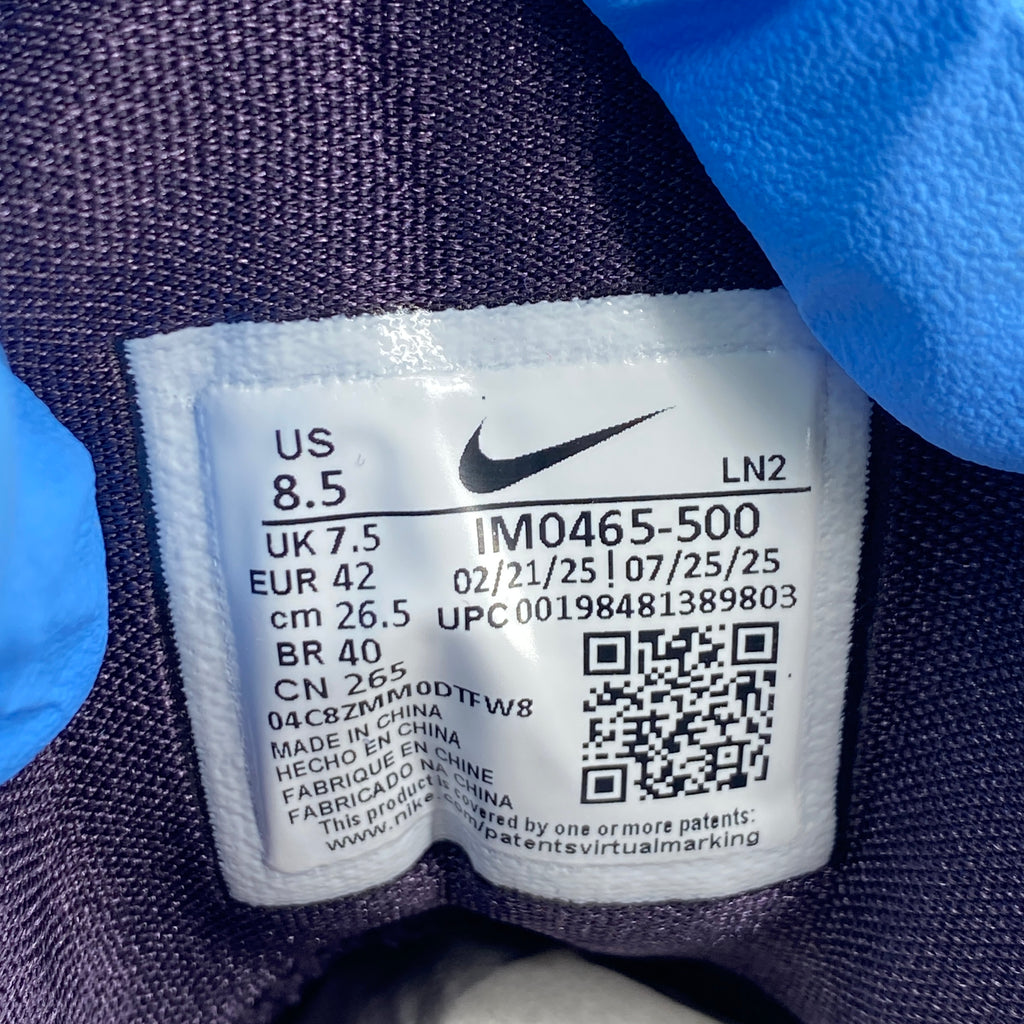 US
8.5
LN2
UK 7.5
EUR 42
cm 26.5
BR 40
CN 265
IM0465-500
02/21/25 | 07/25/25
UPC 00198481389803
04C8ZMM0DTFW8
MADE IN CHINA
HECHO EN CHINA
FABRIQUE EN CHINE
FABRICADO NA CHINA
This product is covered by one or more patents:
www.nike.com/patentsvirtualmarking